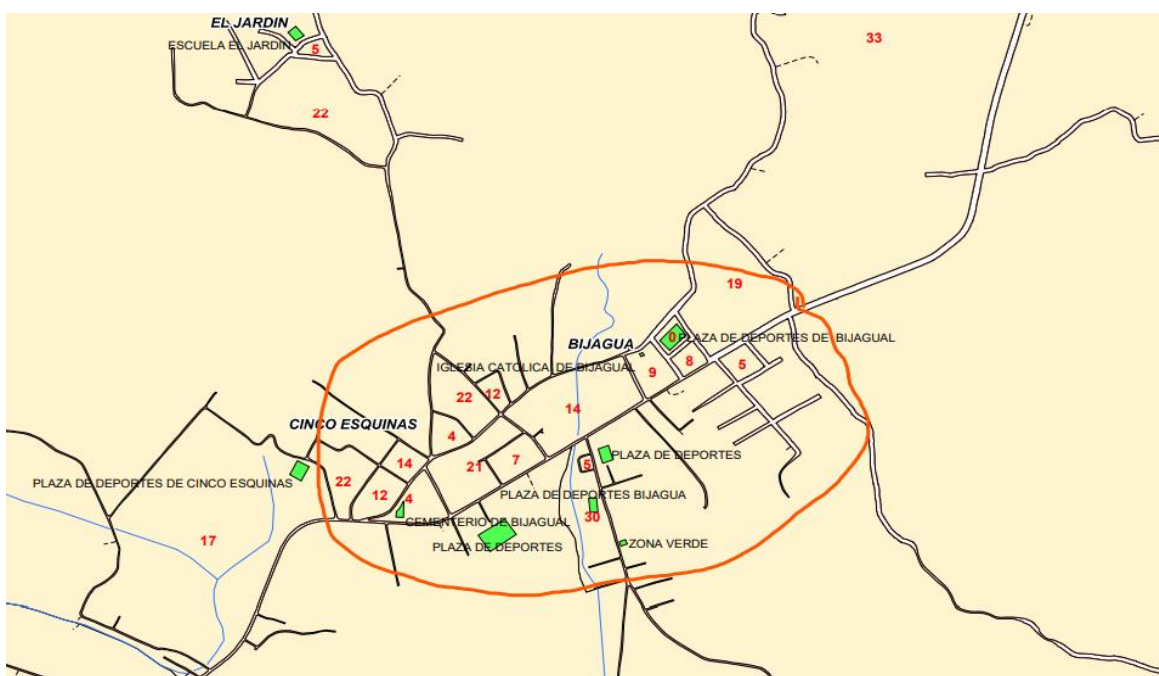 EL JARDIN
33
ESCUELA EL JARDIN
5
22
19
BIJAGUA
0
PLAZA DE DEPORTES DE BIJAGUAL
IGLESIA CATOLICA DE BIJAGUAL
8
5
9
22
12
14
CINCO ESQUINAS
4
14
21
7
PLAZA DE DEPORTES
5
PLAZA DE DEPORTES DE CINCO ESQUINAS
22
12
4
PLAZA DE DEPORTES BIJAGUA
30
CEMENTERIO DE BIJAGUAL
17
PLAZA DE DEPORTES
ZONA VERDE